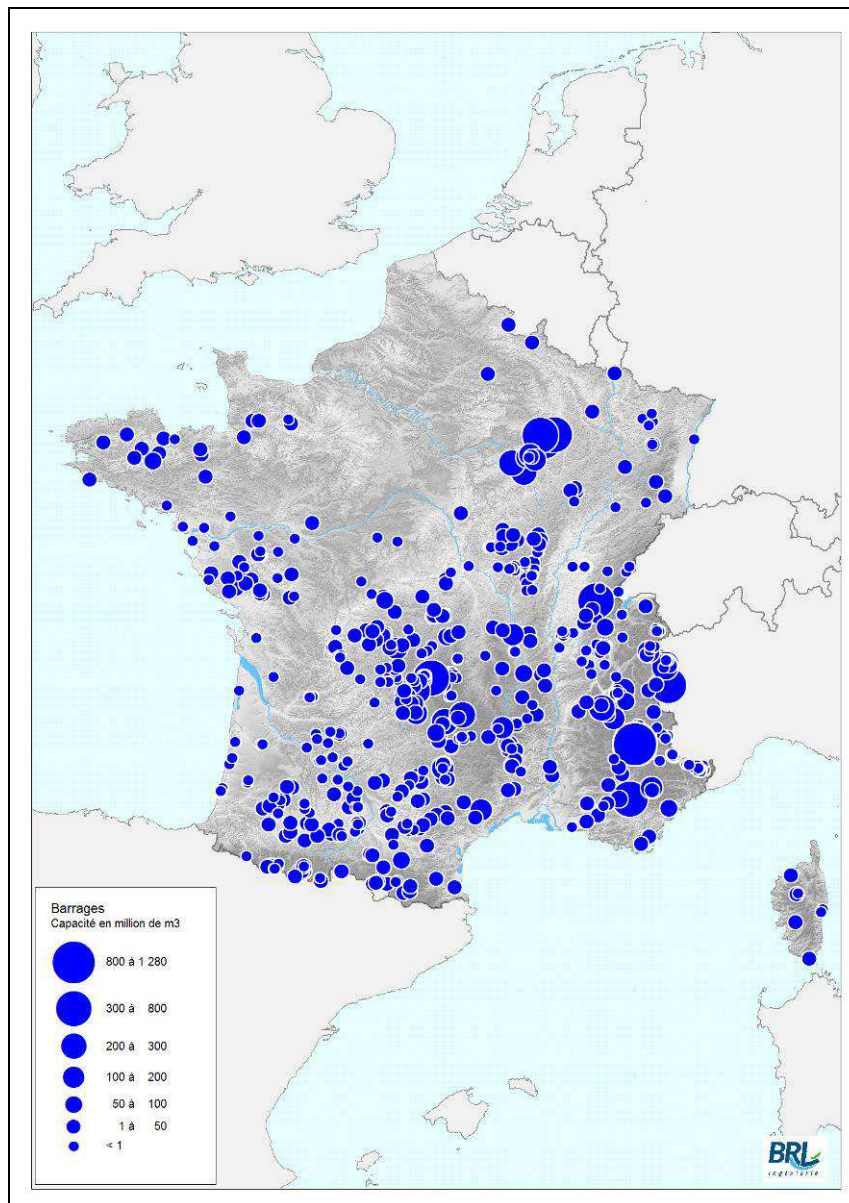 Barrages
Capacité en million de m3
800 à 1 280
300 à 800
200 à 300
100 à 200
50 à 100
1 à 50
< 1
BRL
ingénierie